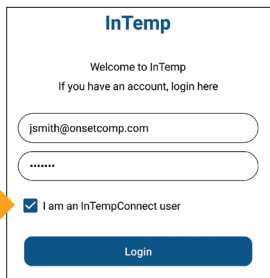 InTemp
Welcome to InTemp
If you have an account, login here
jsmith@onsetcomp.com
•••••••
I am an InTempConnect user
Login